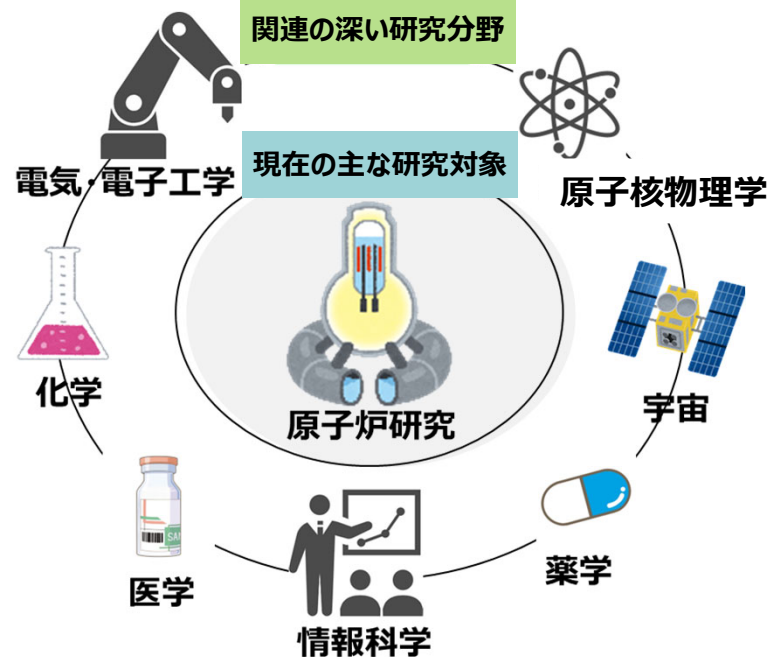 関連の深い研究分野
現在の主な研究対象
電気･電子工学
原子核物理学
化学
宇宙
原子炉研究
SAM
薬学
医学
情報科学